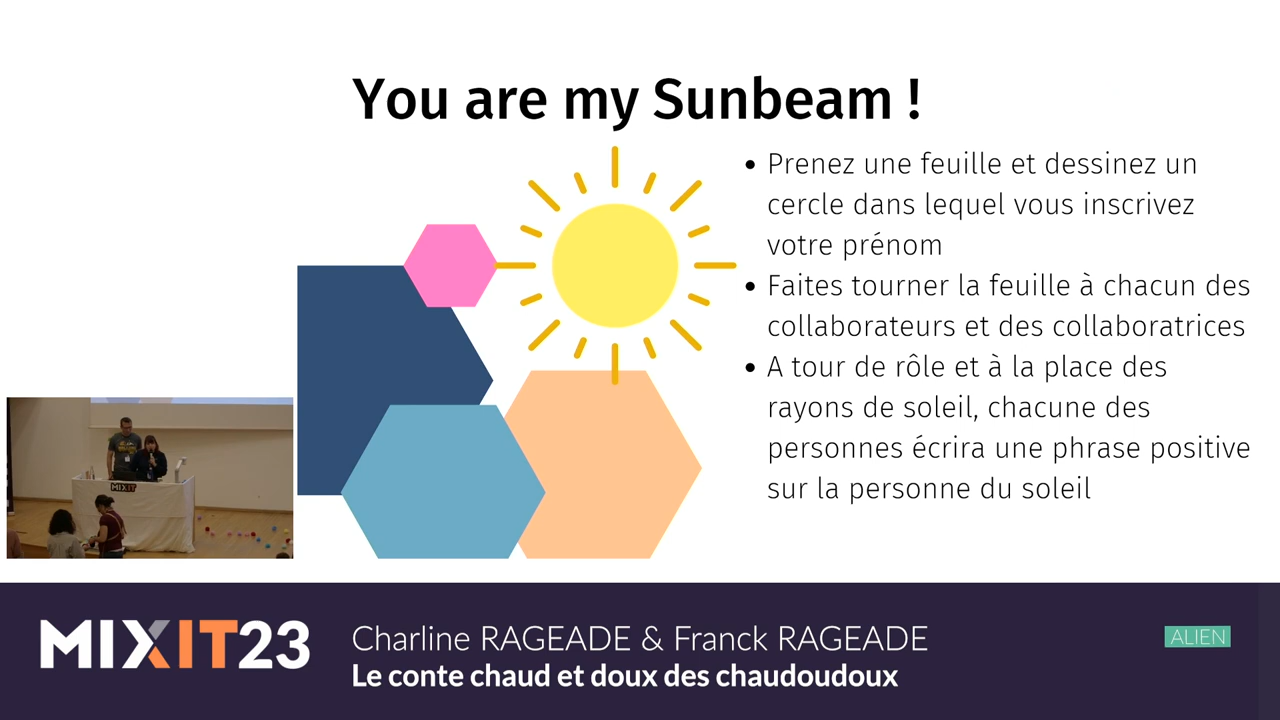 You are my Sunbeam !
• Prenez une feuille et dessinez un
cercle dans lequel vous inscrivez
votre prénom
• Faites tourner la feuille à chacun des
collaborateurs et des collaboratrices
• A tour de rôle et à la place des
rayons de soleil, chacune des
personnes écrira une phrase positive
sur la personne du soleil
MIXIT
MIXIT23
Charline RAGEADE & Franck RAGEADE
Le conte chaud et doux des chaudoudoux
ALIEN